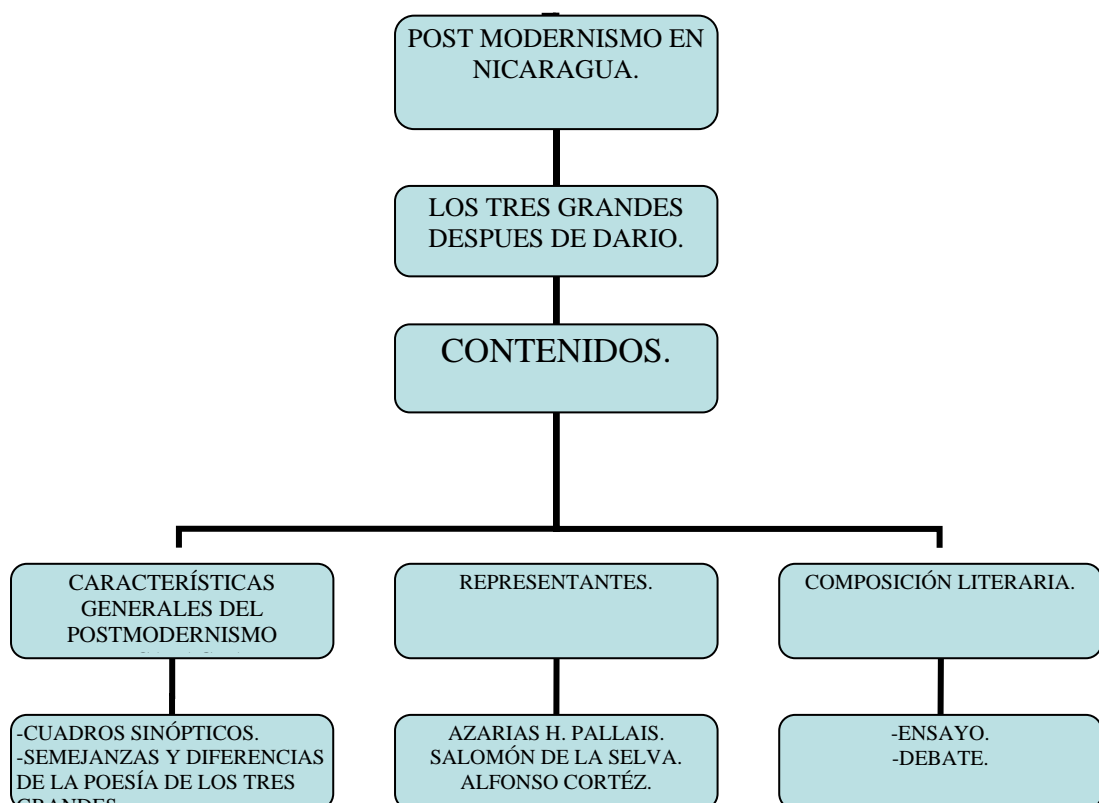 POST MODERNISMO EN
NICARAGUA.
LOS TRES GRANDES
DESPUES DE DARIO.
CONTENIDOS.
CARACTERÍSTICAS
GENERALES DEL
POSTMODERNISMO
REPRESENTANTES.
COMPOSICIÓN LITERARIA.
-CUADROS SINÓPTICOS.
-SEMEJANZAS Y DIFERENCIAS
DE LA POESÍA DE LOS TRES
GRANDES
AZARIAS H. PALLAIS.
SALOMÓN DE LA SELVA.
ALFONSO CORTÉZ.
-ENSAYO.
-DEBATE.